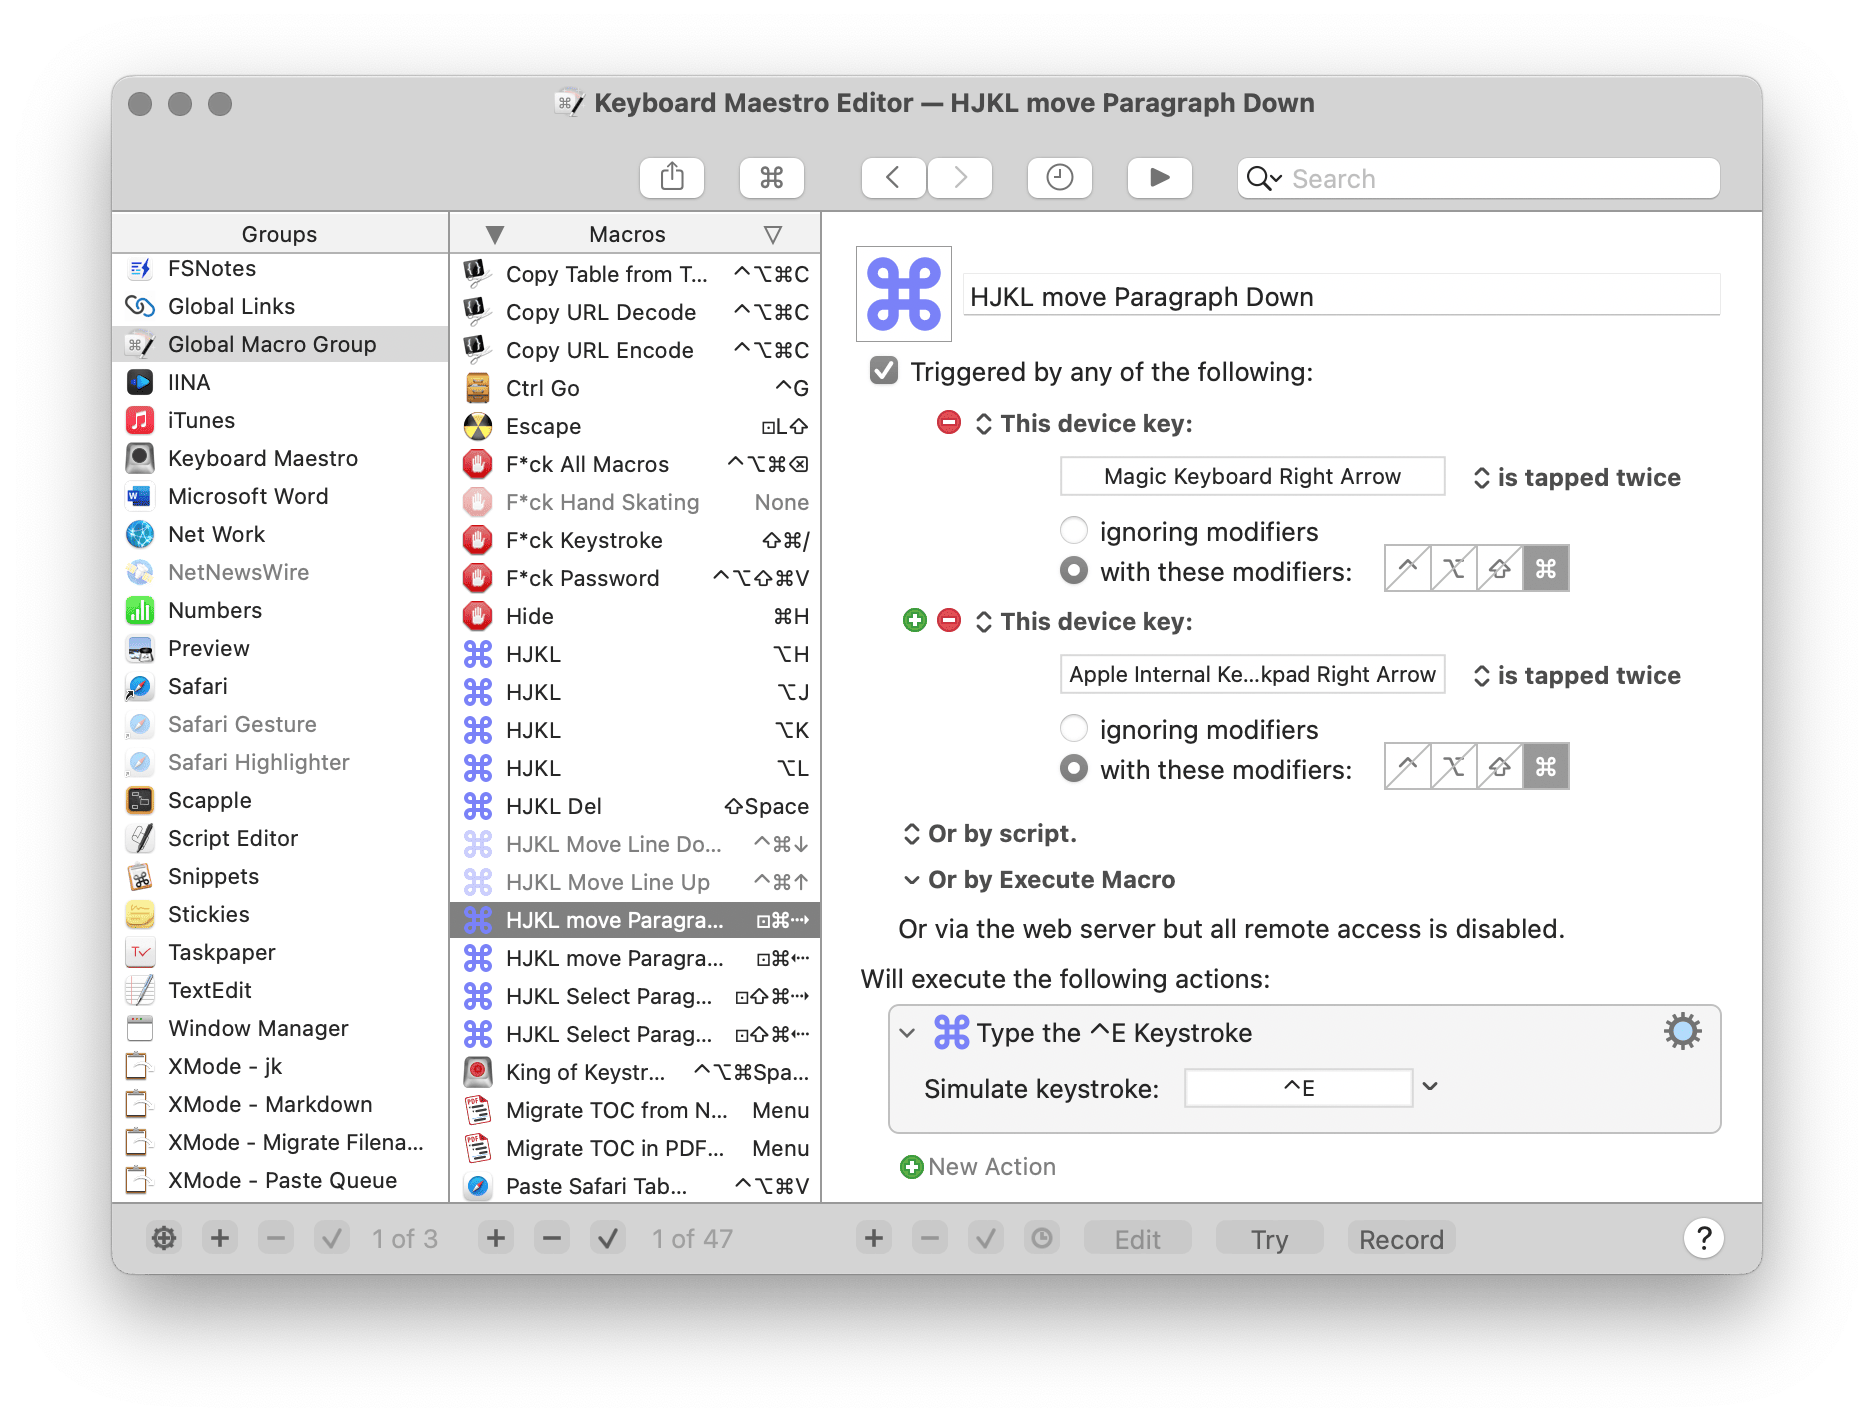 Keyboard Maestro Editor — HJKL move Paragraph Down
⌘
Search
Groups
FSNotes
Global Links
Global Macro Group
IINA
iTunes
Keyboard Maestro
Microsoft Word
Net Work
NetNewsWire
Numbers
Preview
Safari
Safari Gesture
Safari Highlighter
Scapple
Script Editor
Snippets
Stickies
Taskpaper
TextEdit
Window Manager
XMode - jk
XMode - Markdown
XMode - Migrate Filena...
XMode - Paste Queue
1 of 3
Macros
Copy Table from T... ^⌥⌘C
Copy URL Decode ^⌥⌘C
Copy URL Encode ^⌥⌘C
Ctrl Go ^G
Escape ⊡L⇧
F*ck All Macros ^⌥⌘⌫
F*ck Hand Skating None
F*ck Keystroke ⇧⌘/
F*ck Password ^⌥⇧⌘V
Hide ⌘H
HJKL ⌥H
HJKL ⌥J
HJKL ⌥K
HJKL ⌥L
HJKL Del ⇧Space
HJKL Move Line Do... ^⌘↓
HJKL Move Line Up ^⌘↑
HJKL move Paragra... ⊡⌘⇢
HJKL move Paragra... ⊡⌘⇠
HJKL Select Parag... ⊡⇧⌘⇢
HJKL Select Parag... ⊡⇧⌘⇠
King of Keystr... ^⌥⌘Spa...
Migrate TOC from N... Menu
Migrate TOC in PDF... Menu
Paste Safari Tab... ^⌥⌘V
1 of 47
HJKL move Paragraph Down
Triggered by any of the following:
This device key:
Magic Keyboard Right Arrow is tapped twice
ignoring modifiers
with these modifiers: ^ ⌥ ⇧ ⌘
This device key:
Apple Internal Ke...kpad Right Arrow is tapped twice
ignoring modifiers
with these modifiers: ^ ⌥ ⇧ ⌘
Or by script.
Or by Execute Macro
Or via the web server but all remote access is disabled.
Will execute the following actions:
Type the ^E Keystroke
Simulate keystroke: ^E
New Action
Edit
Try
Record
?